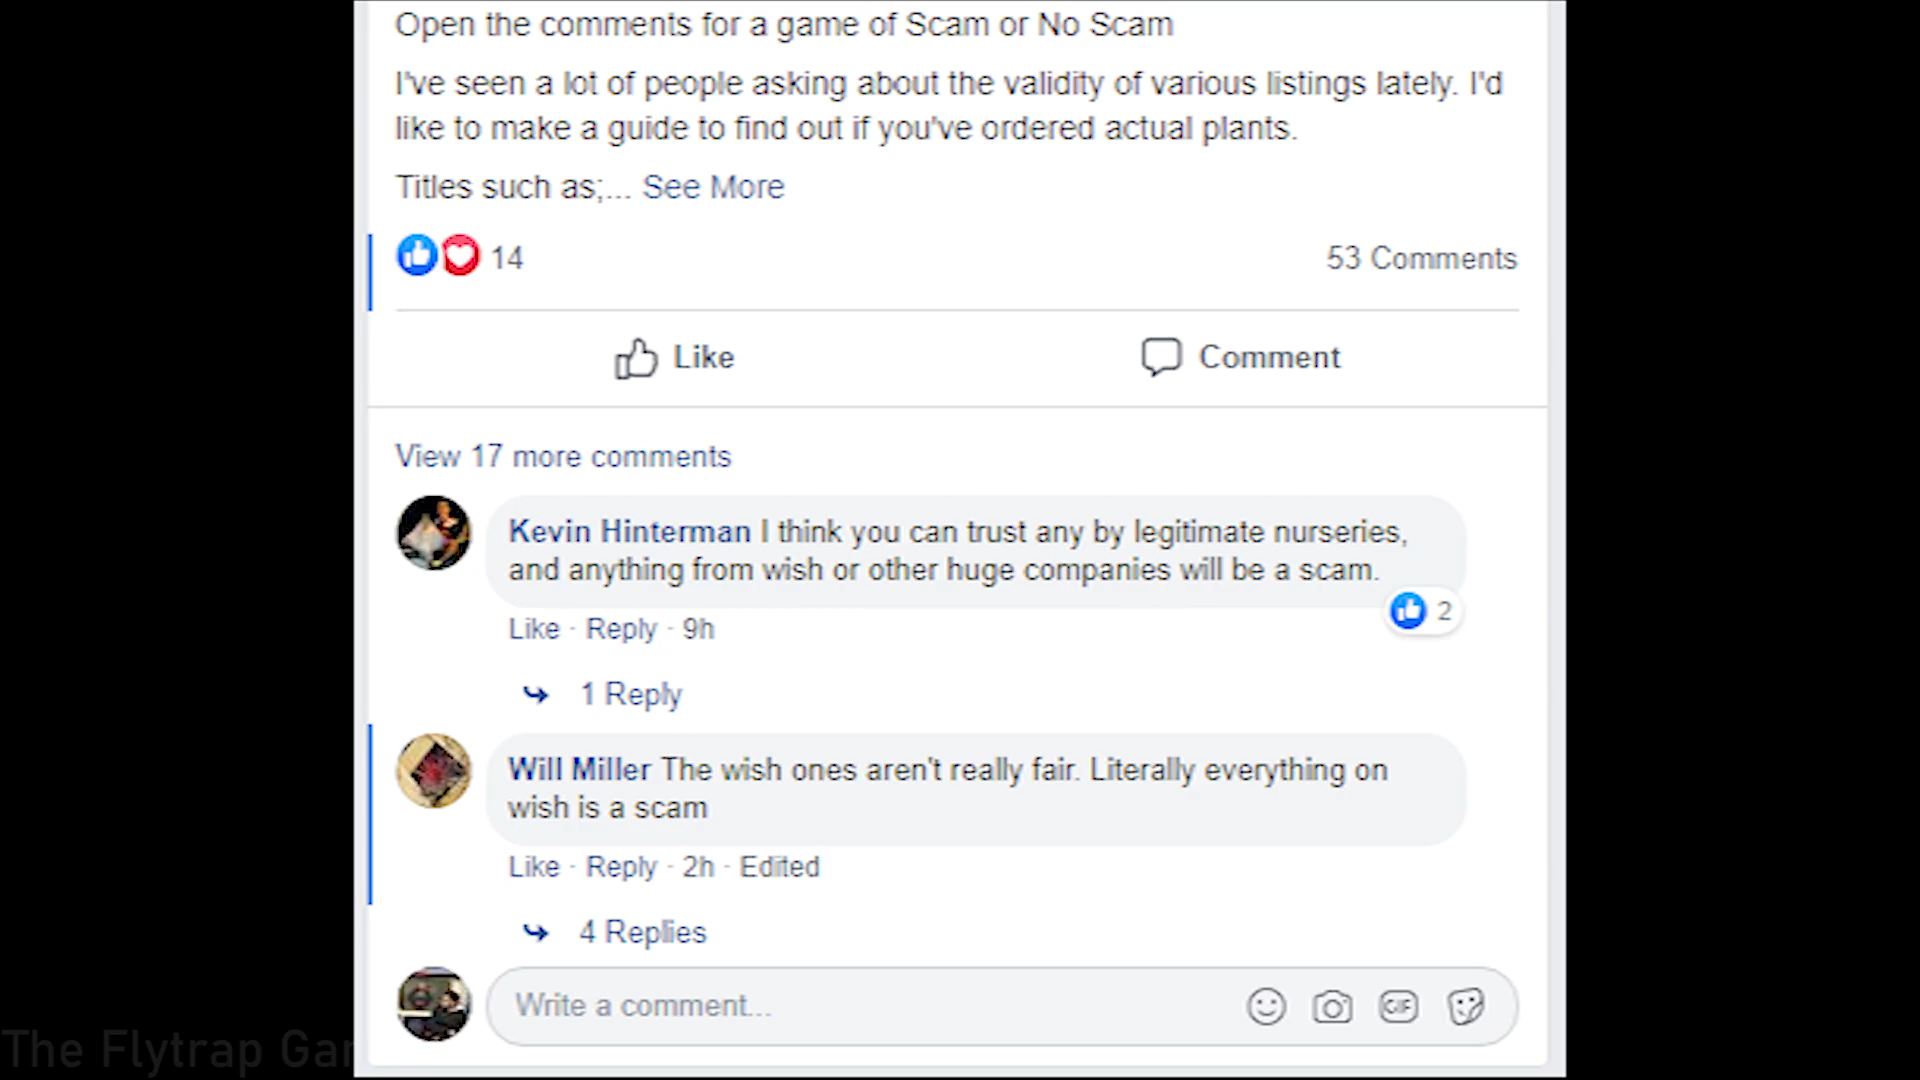 Open the comments for a game of Scam or No Scam
I've seen a lot of people asking about the validity of various listings lately. I'd
like to make a guide to find out if you've ordered actual plants.
Titles such as;... See More
14
53 Comments
Like
Comment
View 17 more comments
Kevin Hinterman I think you can trust any by legitimate nurseries,
and anything from wish or other huge companies will be a scam.
2
Like · Reply · 9h
1 Reply
Will Miller The wish ones aren't really fair. Literally everything on
wish is a scam
Like · Reply · 2h · Edited
4 Replies
Write a comment...
GIF
The Flytrap Gar